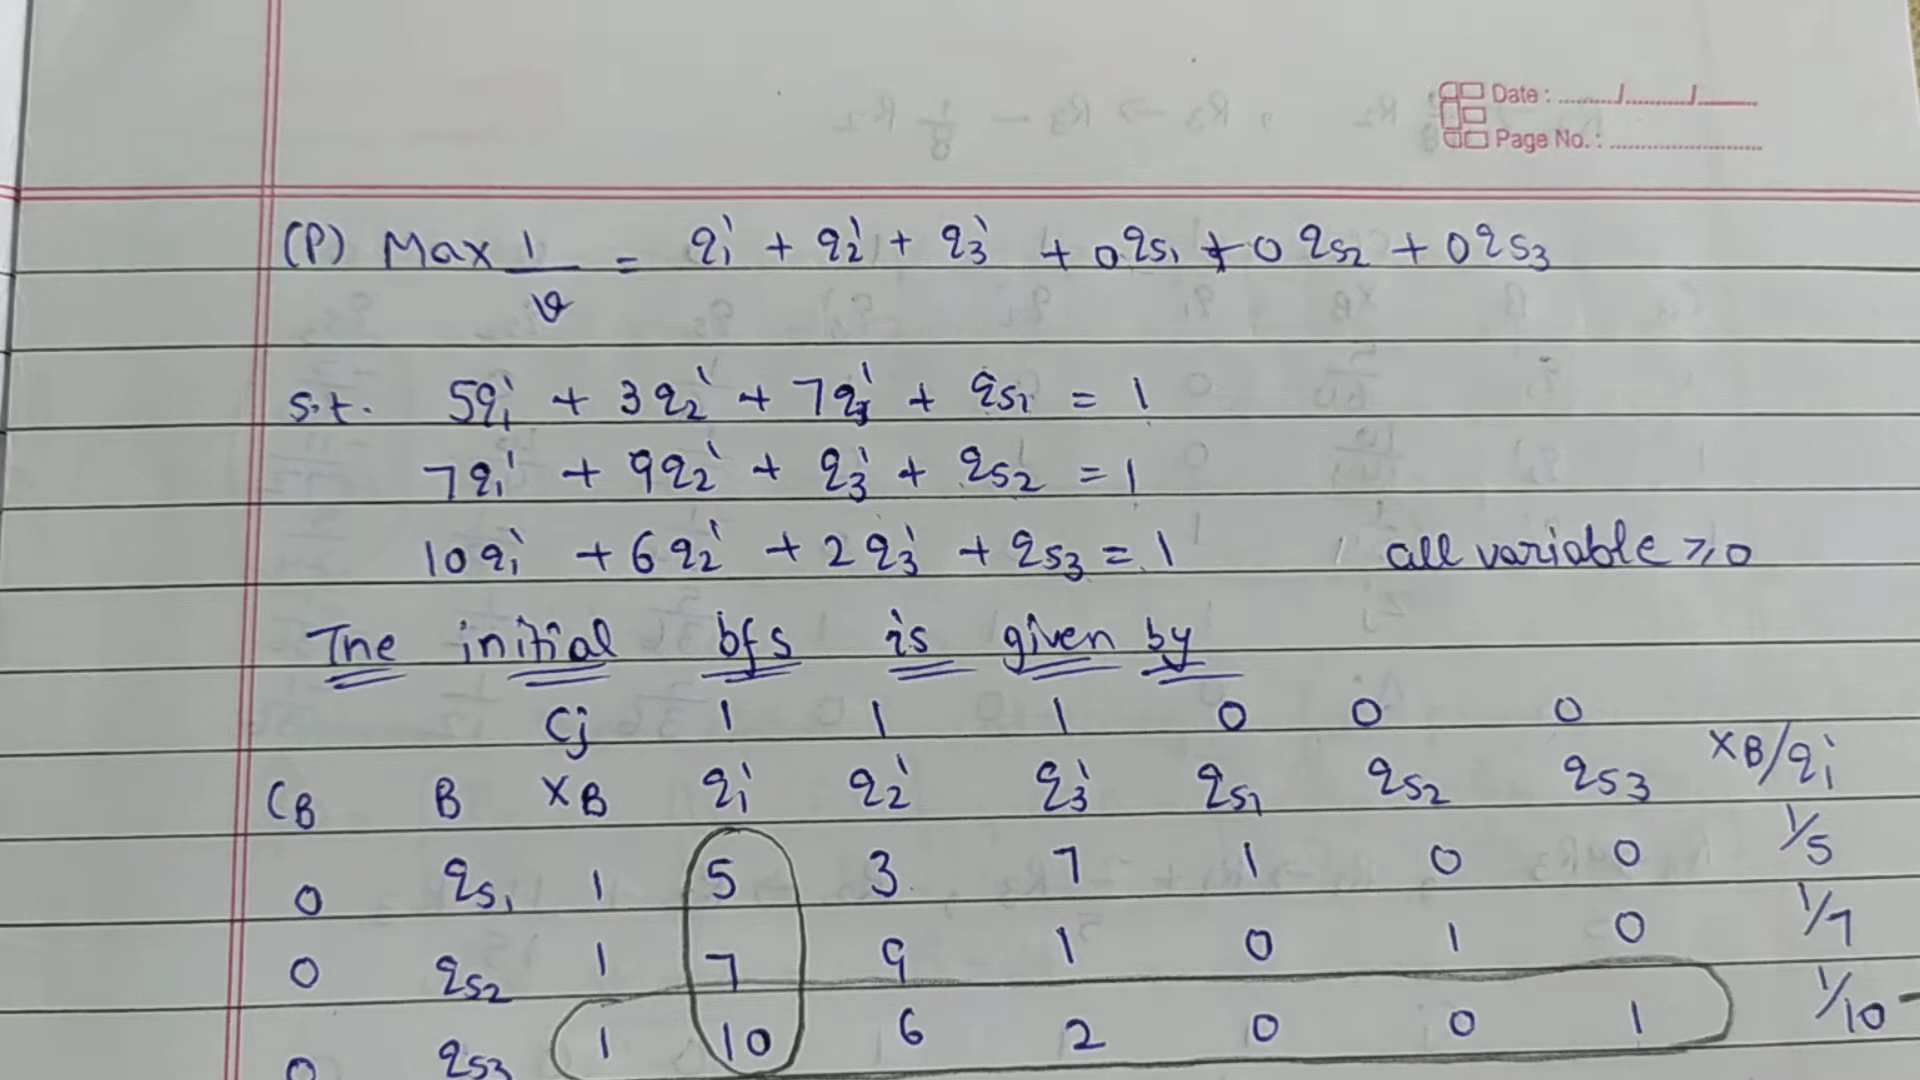 Date : ......../........./.........
Page No. : ........................
(P) Max 1/v = q1' + q2' + q3' + 0qs1 + 0qs2 + 0qs3
s.t. 5q1' + 3q2' + 7q3' + qs1 = 1
7q1' + 9q2' + q3' + qs2 = 1
10q1' + 6q2' + 2q3' + qs3 = 1 all variable ≥ 0
The initial bfs is given by
Cj 1 1 1 0 0 0
CB B XB q1' q2' q3' qs1 qs2 qs3 XB/q1'
0 qs1 1 5 3 7 1 0 0 1/5
0 qs2 1 7 9 1 0 1 0 1/7
0 qs3 1 10 6 2 0 0 1 1/10